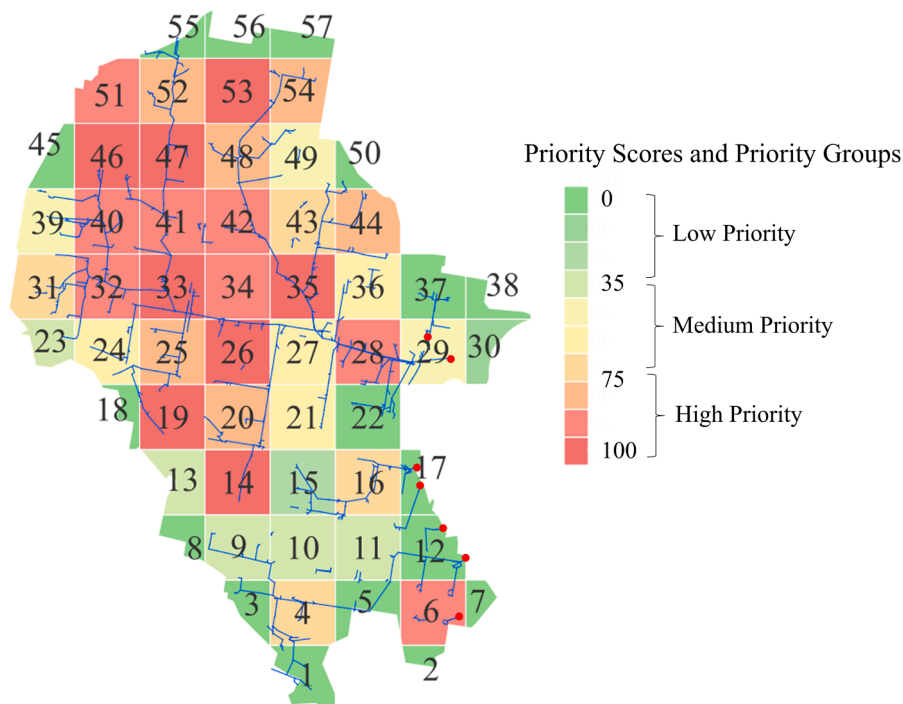 55 56 57
51 52 53 54
45 46 47 48 49 50
Priority Scores and Priority Groups
0
39 40 41 42 43 44
Low Priority
31 32 33 34 35 36 37 38
35
23 24 25 26 27 28 29 30
Medium Priority
75
18 19 20 21 22
High Priority
100
13 14 15 16 17
8 9 10 11 12
3 4 5 6 7
1 2